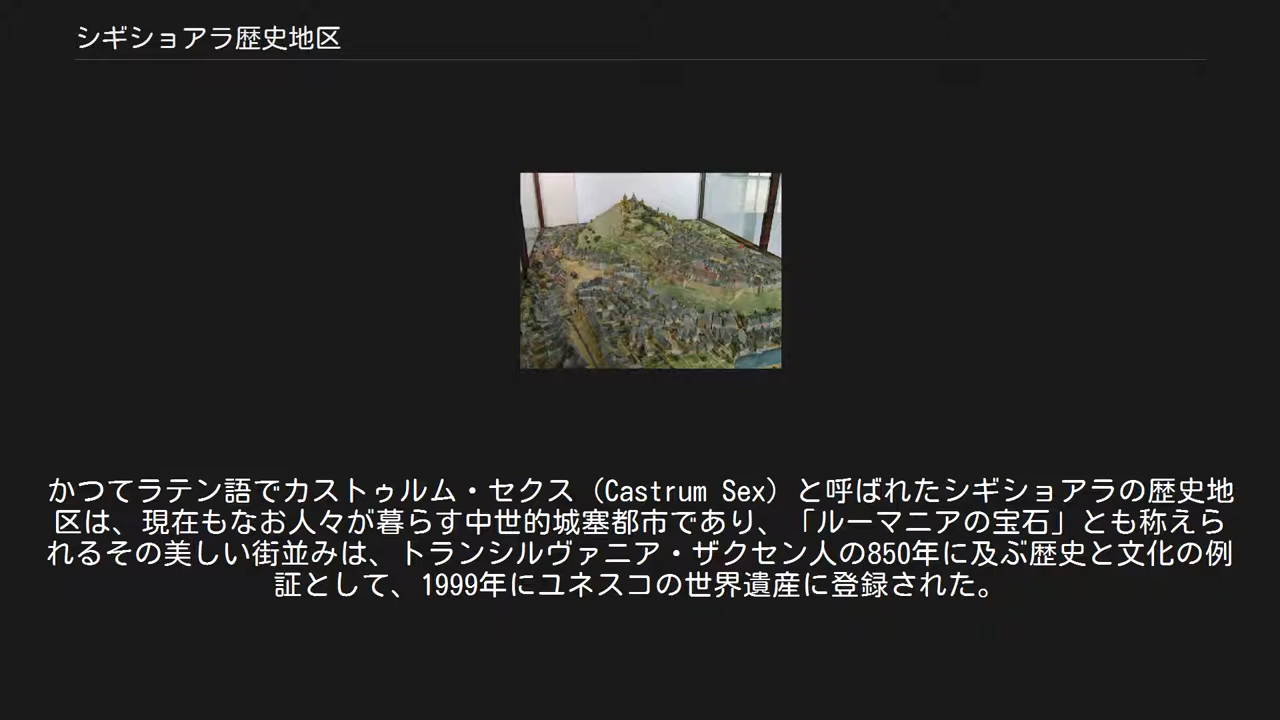 シギショアラ歴史地区
かつてラテン語でカストゥルム・セクス（Castrum Sex）と呼ばれたシギショアラの歴史地
区は、現在もなお人々が暮らす中世的城塞都市であり、「ルーマニアの宝石」とも称えら
れるその美しい街並みは、トランシルヴァニア・ザクセン人の850年に及ぶ歴史と文化の例
証として、1999年にユネスコの世界遺産に登録された。